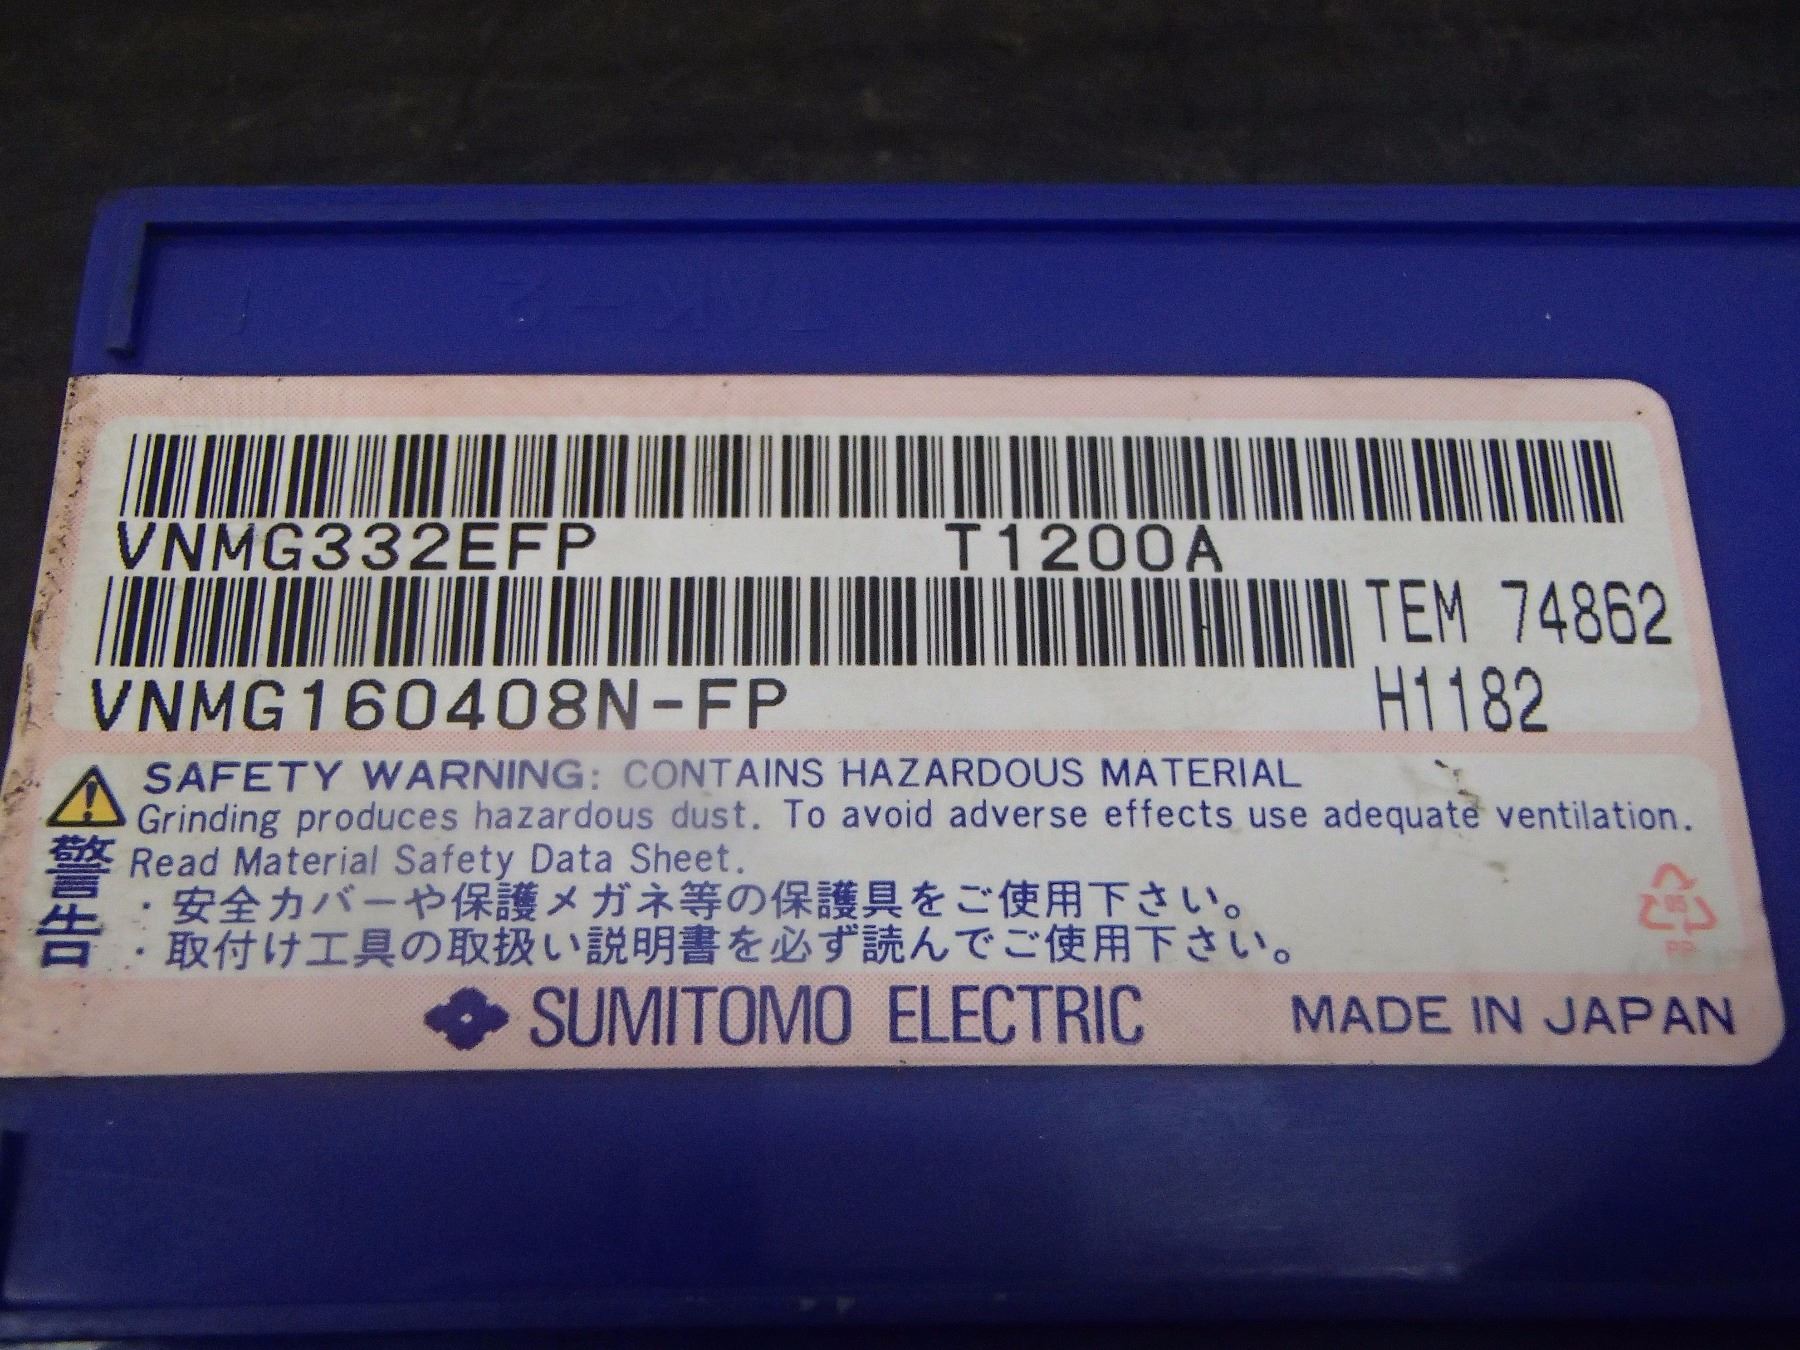 VNMG332EFP T1200A
TEM 74862
VNMG160408N-FP H1182
SAFETY WARNING: CONTAINS HAZARDOUS MATERIAL
Grinding produces hazardous dust. To avoid adverse effects use adequate ventilation.
Read Material Safety Data Sheet.
警告
・安全カバーや保護メガネ等の保護具をご使用下さい。
・取付け工具の取扱い説明書を必ず読んでご使用下さい。
PP
SUMITOMO ELECTRIC MADE IN JAPAN